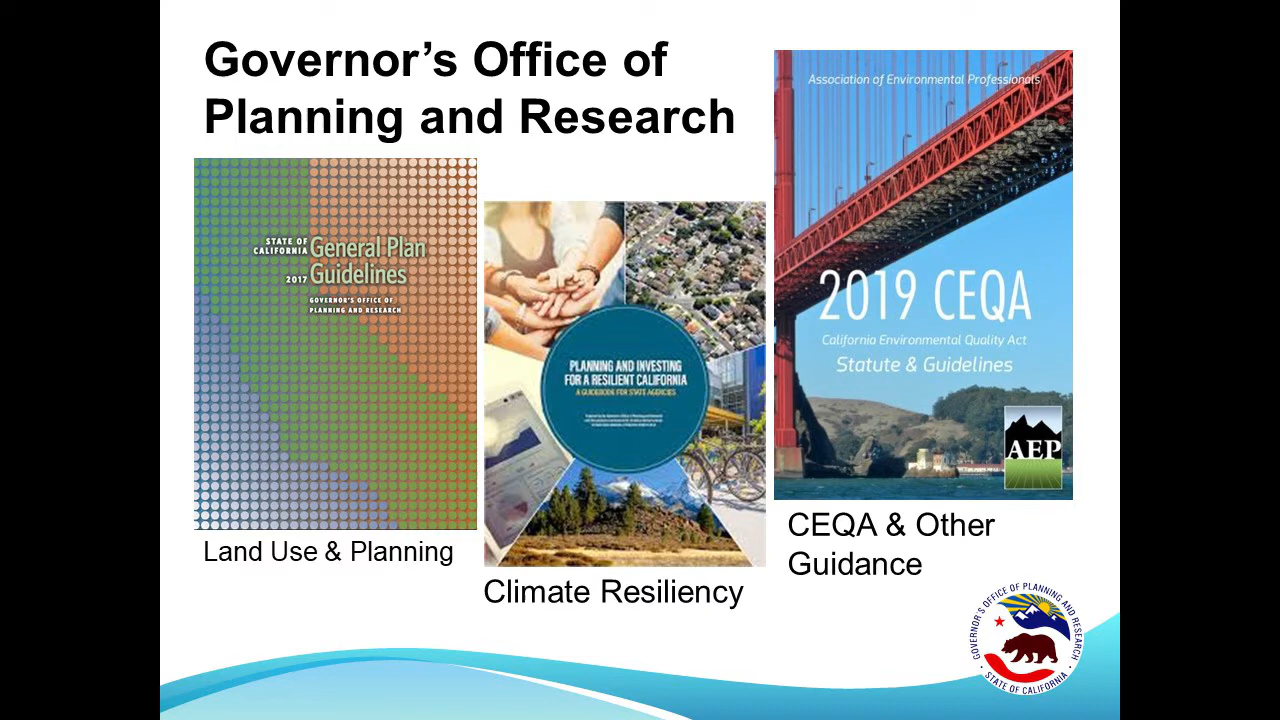 Governor’s Office of
Planning and Research
STATE OF
CALIFORNIA
General Plan
2017 Guidelines
GOVERNOR'S OFFICE OF
PLANNING AND RESEARCH
Land Use & Planning
PLANNING AND INVESTING
FOR A RESILIENT CALIFORNIA
A GUIDEBOOK FOR STATE AGENCIES
Climate Resiliency
Association of Environmental Professionals
2019 CEQA
California Environmental Quality Act
Statute & Guidelines
AEP
CEQA & Other
Guidance
GOVERNOR'S OFFICE OF PLANNING AND RESEARCH
STATE OF CALIFORNIA